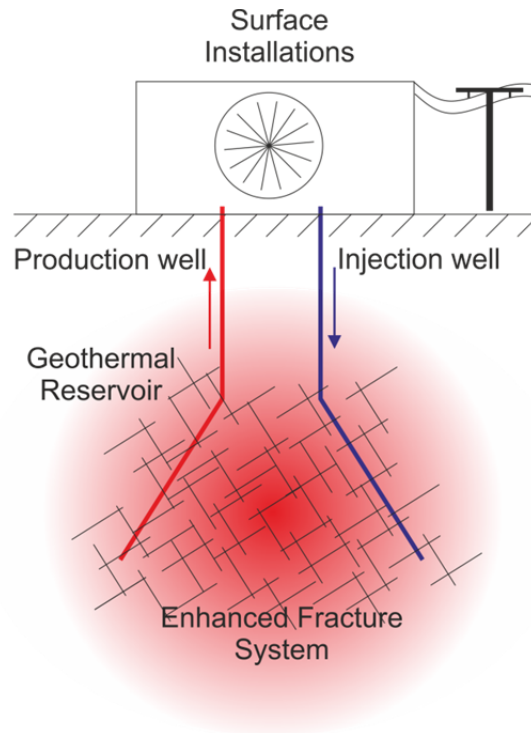 Surface
Installations
Production well
Injection well
Geothermal
Reservoir
Enhanced Fracture
System